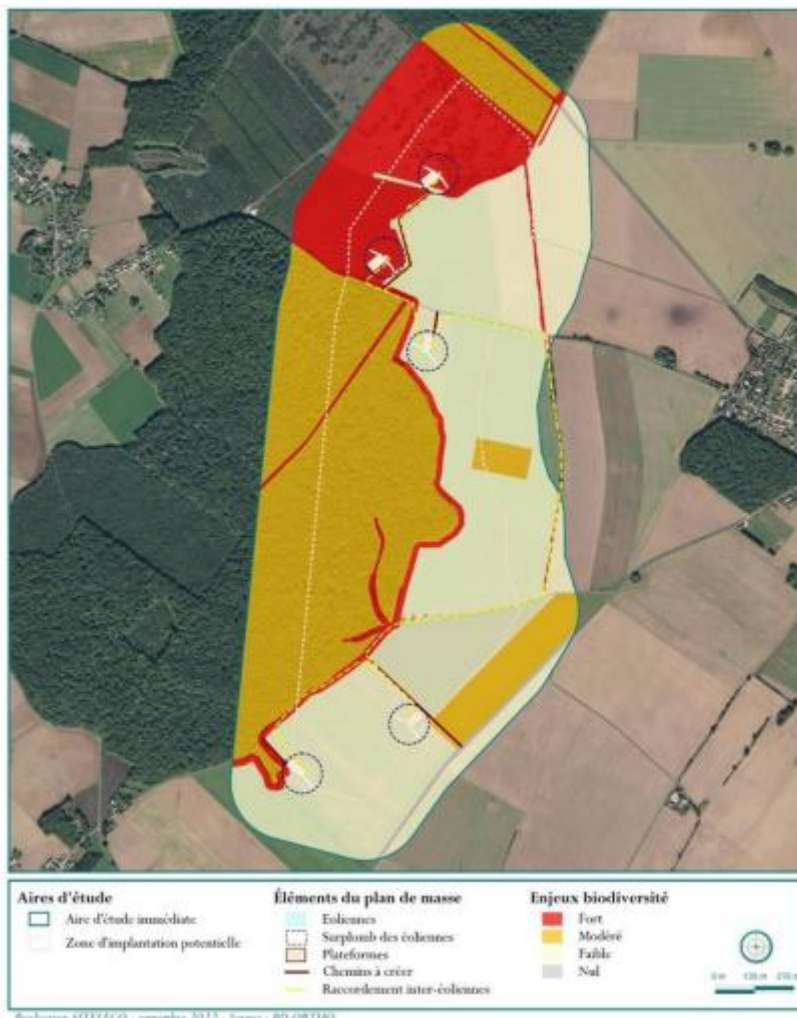 Aires d'étude
Aire d'étude immédiate
Zone d'implantation potentielle
Éléments du plan de masse
Eoliennes
Surplomb des éoliennes
Plateformes
Chemins à créer
Raccordement inter-éoliennes
Enjeux biodiversité
Fort
Modéré
Faible
Nul
0 m